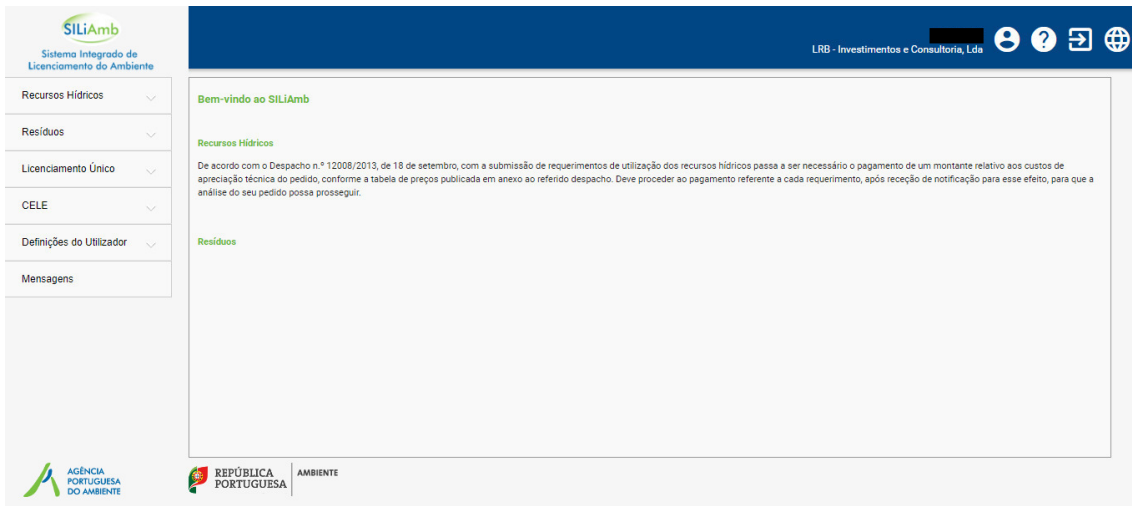 SILiAmb
Sistema Integrado de
Licenciamento do Ambiente
LRB - Investimentos e Consultoria, Lda
Recursos Hídricos
Resíduos
Licenciamento Único
CELE
Definições do Utilizador
Mensagens
Bem-vindo ao SILiAmb
Recursos Hídricos
De acordo com o Despacho n.º 12008/2013, de 18 de setembro, com a submissão de requerimentos de utilização dos recursos hídricos passa a ser necessário o pagamento de um montante relativo aos custos de
apreciação técnica do pedido, conforme a tabela de preços publicada em anexo ao referido despacho. Deve proceder ao pagamento referente a cada requerimento, após receção de notificação para esse efeito, para que a
análise do seu pedido possa prosseguir.
Resíduos
AGÊNCIA
PORTUGUESA
DO AMBIENTE
REPÚBLICA
PORTUGUESA
AMBIENTE